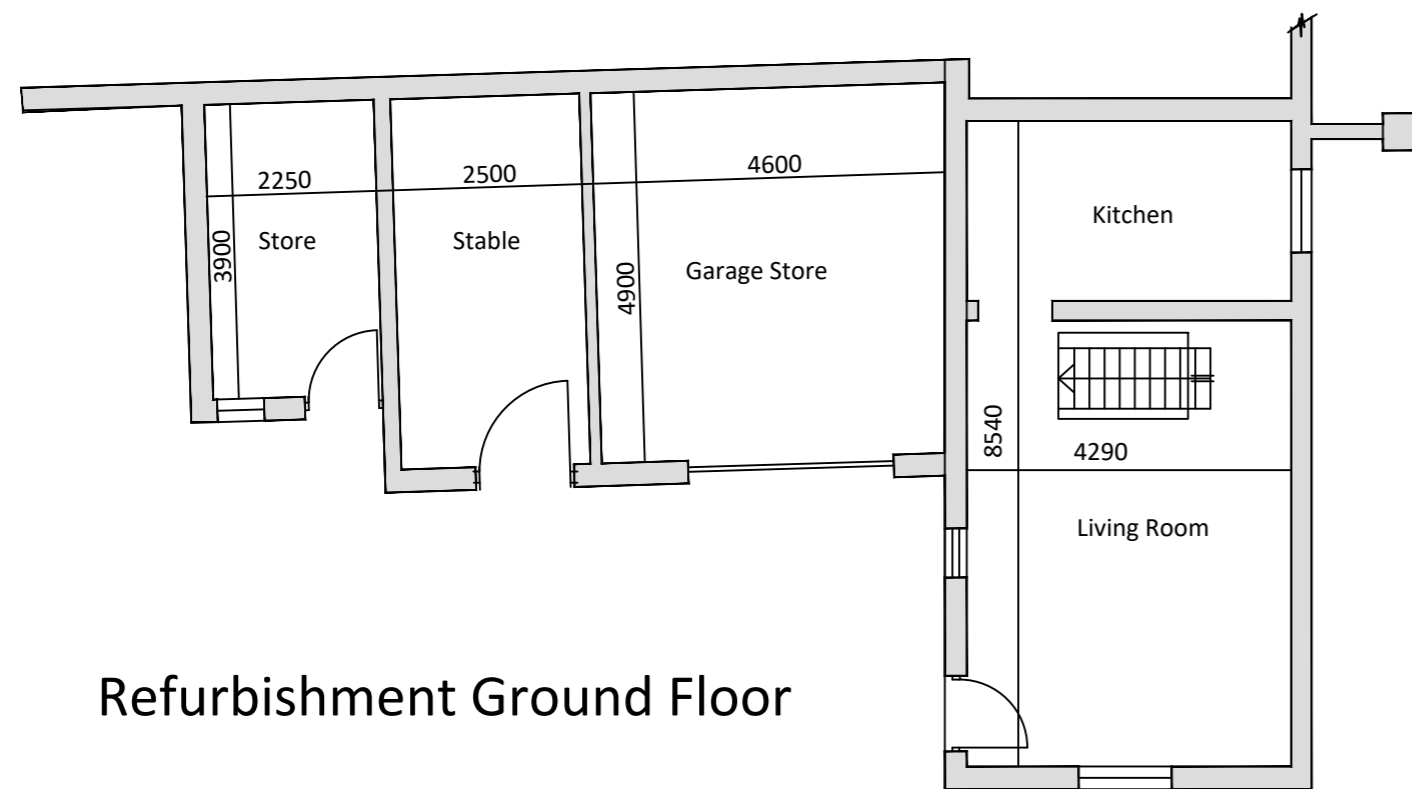 2250
2500
4600
Store
Stable
Kitchen
3900
4900
Garage Store
8540
4290
Living Room
Refurbishment Ground Floor